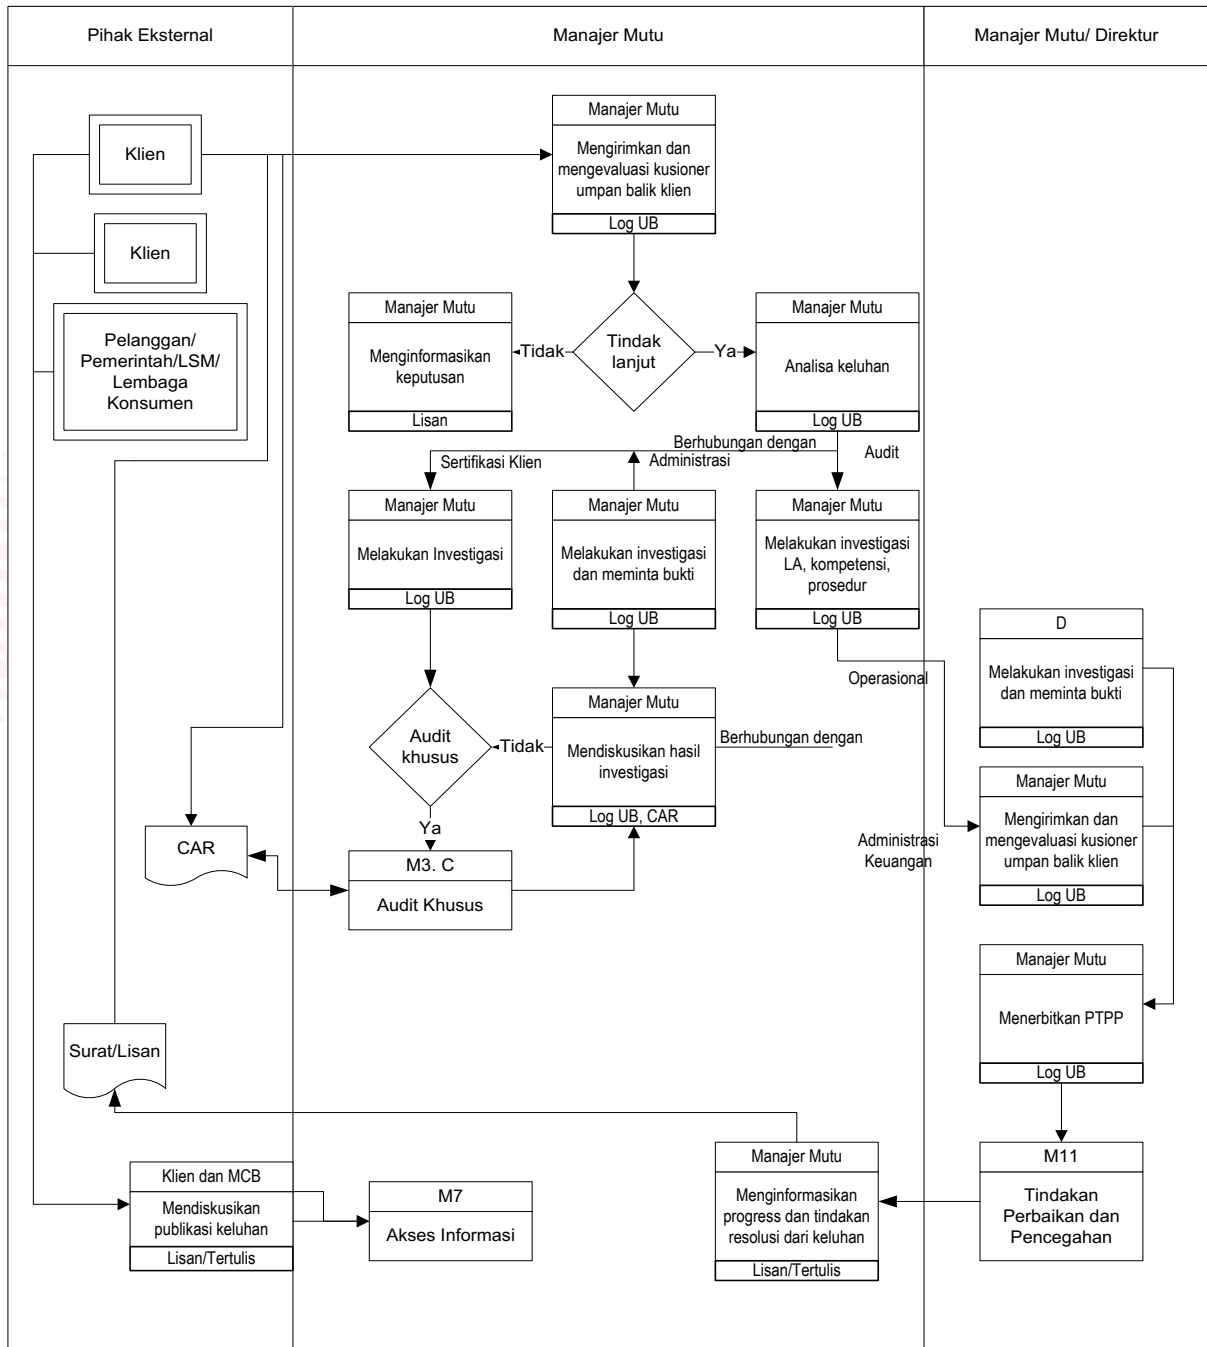 Pihak Eksternal
Manajer Mutu
Manajer Mutu/ Direktur
Klien
Klien
Pelanggan/
Pemerintah/LSM/
Lembaga
Konsumen
Manajer Mutu
Mengirimkan dan
mengevaluasi kusioner
umpan balik klien
Log UB
Manajer Mutu
Menginformasikan
keputusan
Lisan
Tidak
Tindak
lanjut
Ya
Manajer Mutu
Analisa keluhan
Log UB
Berhubungan dengan
Sertifikasi Klien
Administrasi
Audit
Manajer Mutu
Melakukan Investigasi
Log UB
Manajer Mutu
Melakukan investigasi
dan meminta bukti
Log UB
Manajer Mutu
Melakukan investigasi
LA, kompetensi,
prosedur
Log UB
Operasional
D
Melakukan investigasi
dan meminta bukti
Log UB
Audit
khusus
Tidak
Manajer Mutu
Mendiskusikan hasil
investigasi
Log UB, CAR
Berhubungan dengan
Ya
Administrasi
Keuangan
Manajer Mutu
Mengirimkan dan
mengevaluasi kusioner
umpan balik klien
Log UB
CAR
M3. C
Audit Khusus
Manajer Mutu
Menerbitkan PTPP
Log UB
Surat/Lisan
Klien dan MCB
Mendiskusikan
publikasi keluhan
Lisan/Tertulis
M7
Akses Informasi
Manajer Mutu
Menginformasikan
progress dan tindakan
resolusi dari keluhan
Lisan/Tertulis
M11
Tindakan
Perbaikan dan
Pencegahan